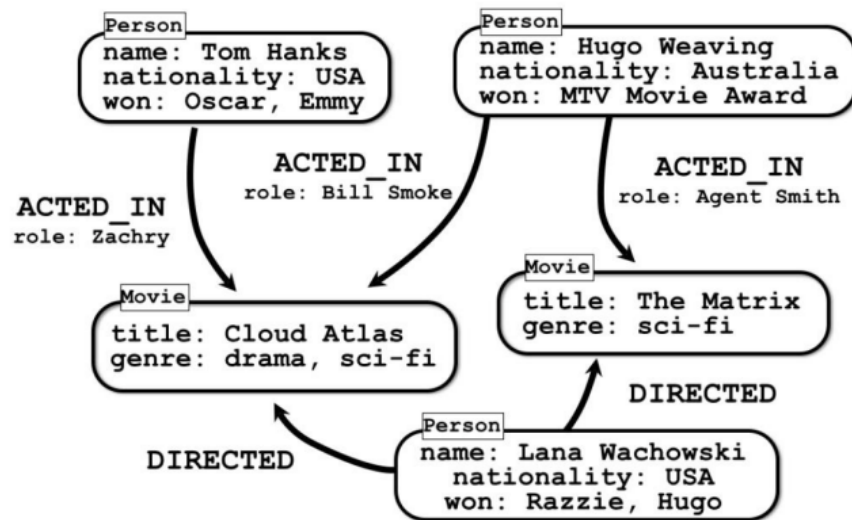 Person
name: Tom Hanks
nationality: USA
won: Oscar, Emmy
Person
name: Hugo Weaving
nationality: Australia
won: MTV Movie Award
ACTED_IN
role: Zachry
ACTED_IN
role: Bill Smoke
ACTED_IN
role: Agent Smith
Movie
title: Cloud Atlas
genre: drama, sci-fi
Movie
title: The Matrix
genre: sci-fi
DIRECTED
DIRECTED
Person
name: Lana Wachowski
nationality: USA
won: Razzie, Hugo